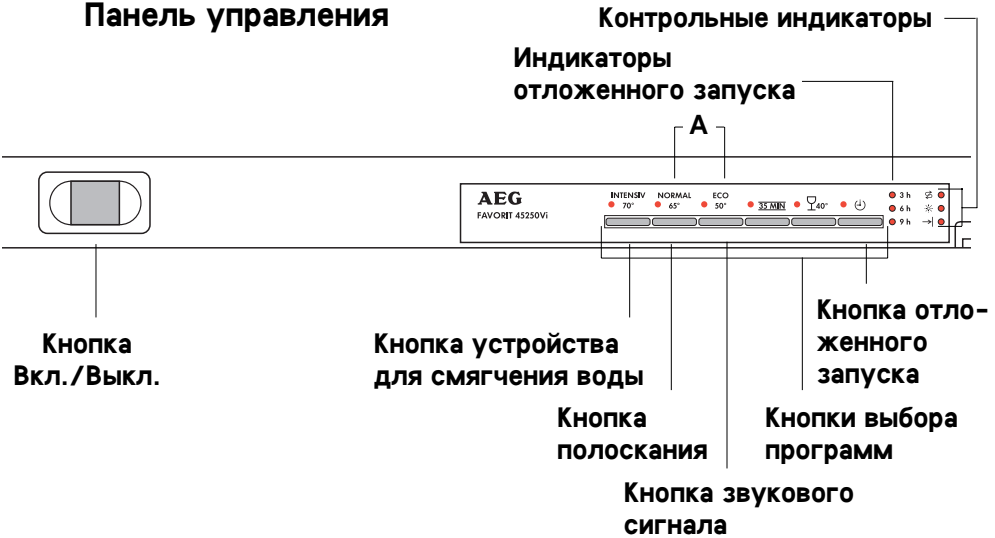 Панель управления
Контрольные индикаторы
Индикаторы
отложенного запуска
A
AEG
FAVORIT 45250Vi
INTENSIV
70°
NORMAL
65°
ECO
50°
35 MIN
40°
3 h
6 h
9 h
Кнопка
Вкл./Выкл.
Кнопка устройства
для смягчения воды
Кнопка отло-
женного
запуска
Кнопка
полоскания
Кнопки выбора
программ
Кнопка звукового
сигнала